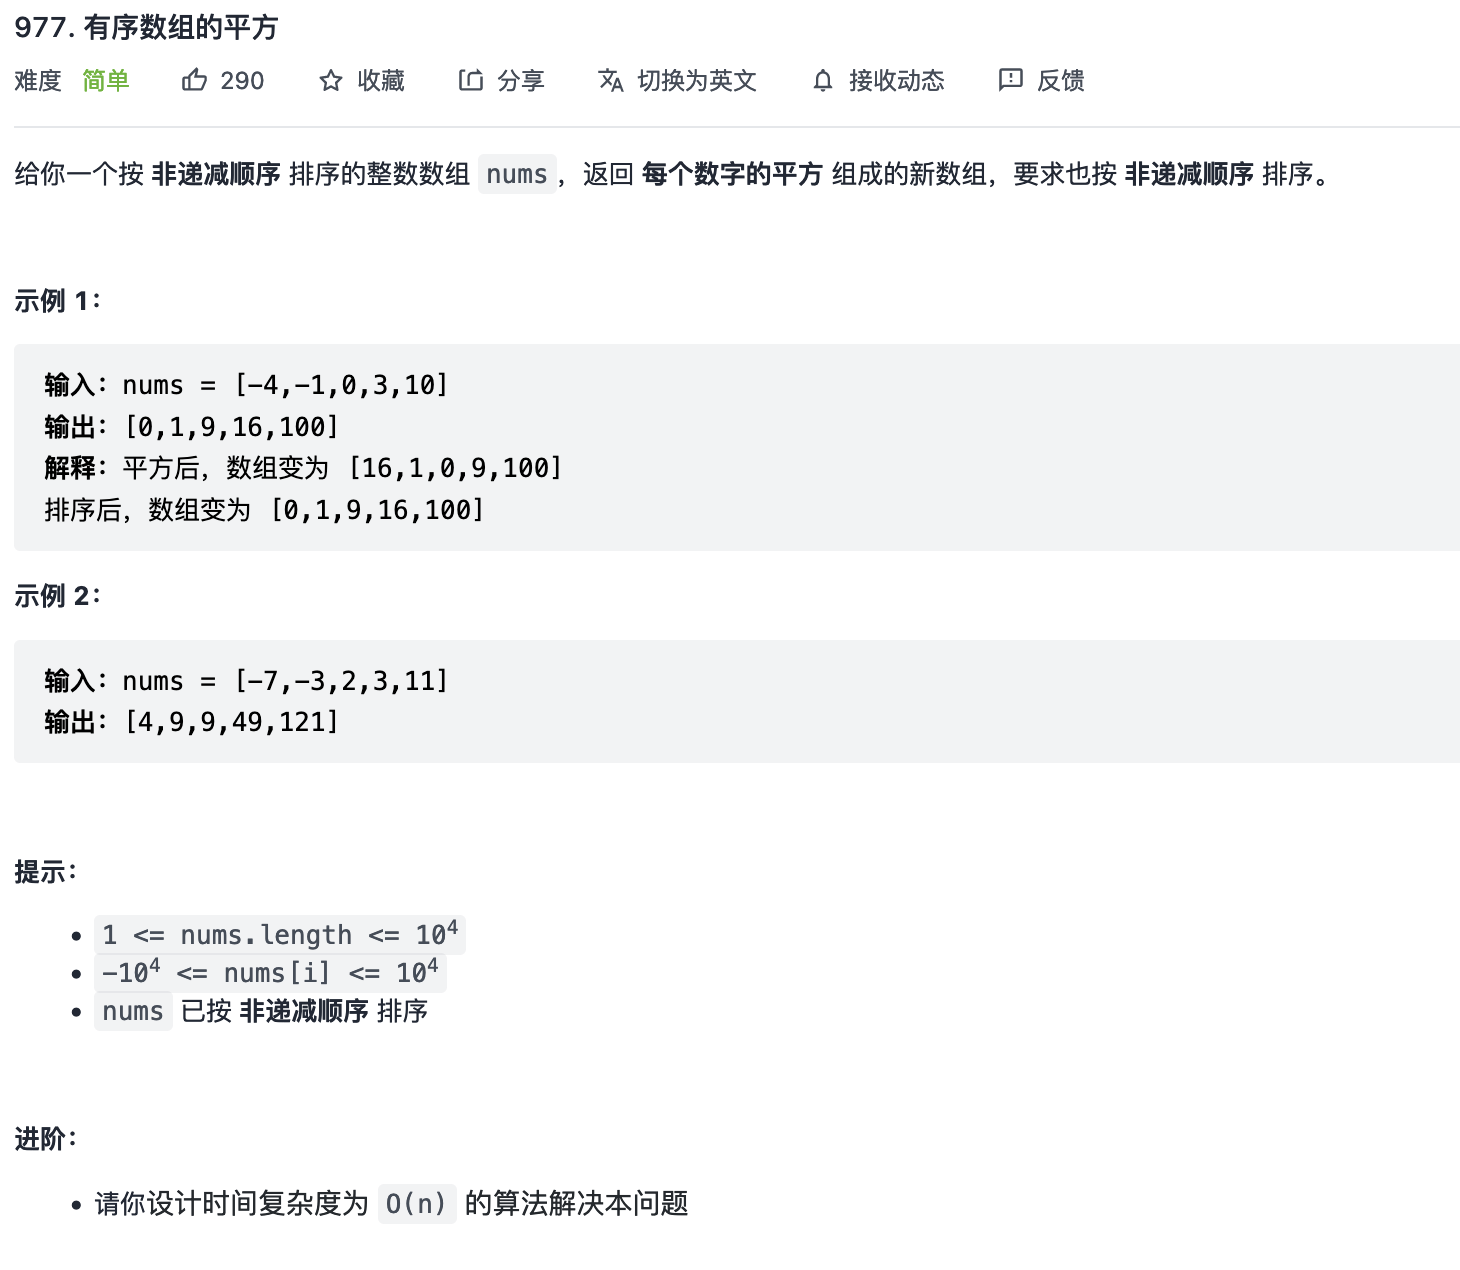 977. 有序数组的平方
难度 简单 290 收藏 分享 切换为英文 接收动态 反馈
给你一个按 非递减顺序 排序的整数数组 nums，返回 每个数字的平方 组成的新数组，要求也按 非递减顺序 排序。
示例 1：
输入：nums = [-4,-1,0,3,10]
输出：[0,1,9,16,100]
解释：平方后，数组变为 [16,1,0,9,100]
排序后，数组变为 [0,1,9,16,100]
示例 2：
输入：nums = [-7,-3,2,3,11]
输出：[4,9,9,49,121]
提示：
• 1 <= nums.length <= 10⁴
• -10⁴ <= nums[i] <= 10⁴
• nums 已按 非递减顺序 排序
进阶：
• 请你设计时间复杂度为 O(n) 的算法解决本问题